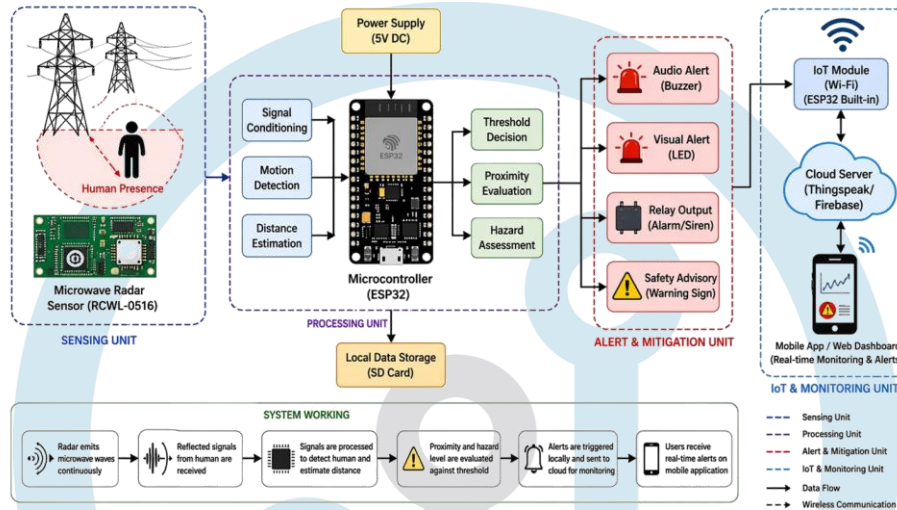 Power Supply
(5V DC)
Human Presence
Microwave Radar
Sensor (RCWL-0516)
SENSING UNIT
Signal
Conditioning
Motion
Detection
Distance
Estimation
ESP32
Microcontroller
(ESP32)
Threshold
Decision
Proximity
Evaluation
Hazard
Assessment
PROCESSING UNIT
Local Data Storage
(SD Card)
Audio Alert
(Buzzer)
Visual Alert
(LED)
Relay Output
(Alarm/Siren)
Safety Advisory
(Warning Sign)
ALERT & MITIGATION UNIT
IoT Module
(Wi-Fi)
(ESP32 Built-in)
Cloud Server
(Thingspeak/
Firebase)
Mobile App / Web Dashboard
(Real-time Monitoring & Alerts
IoT & MONITORING UNIT
Sensing Unit
Processing Unit
Alert & Mitigation Unit
IoT & Monitoring Unit
Data Flow
Wireless Communication
SYSTEM WORKING
Radar emits
microwave waves
continuously
Reflected signals
from human are
received
Signals are processed
to detect human and
estimate distance
Proximity and hazard
level are evaluated
against threshold
Alerts are triggered
locally and sent to
cloud for monitoring
Users receive
real-time alerts on
mobile application